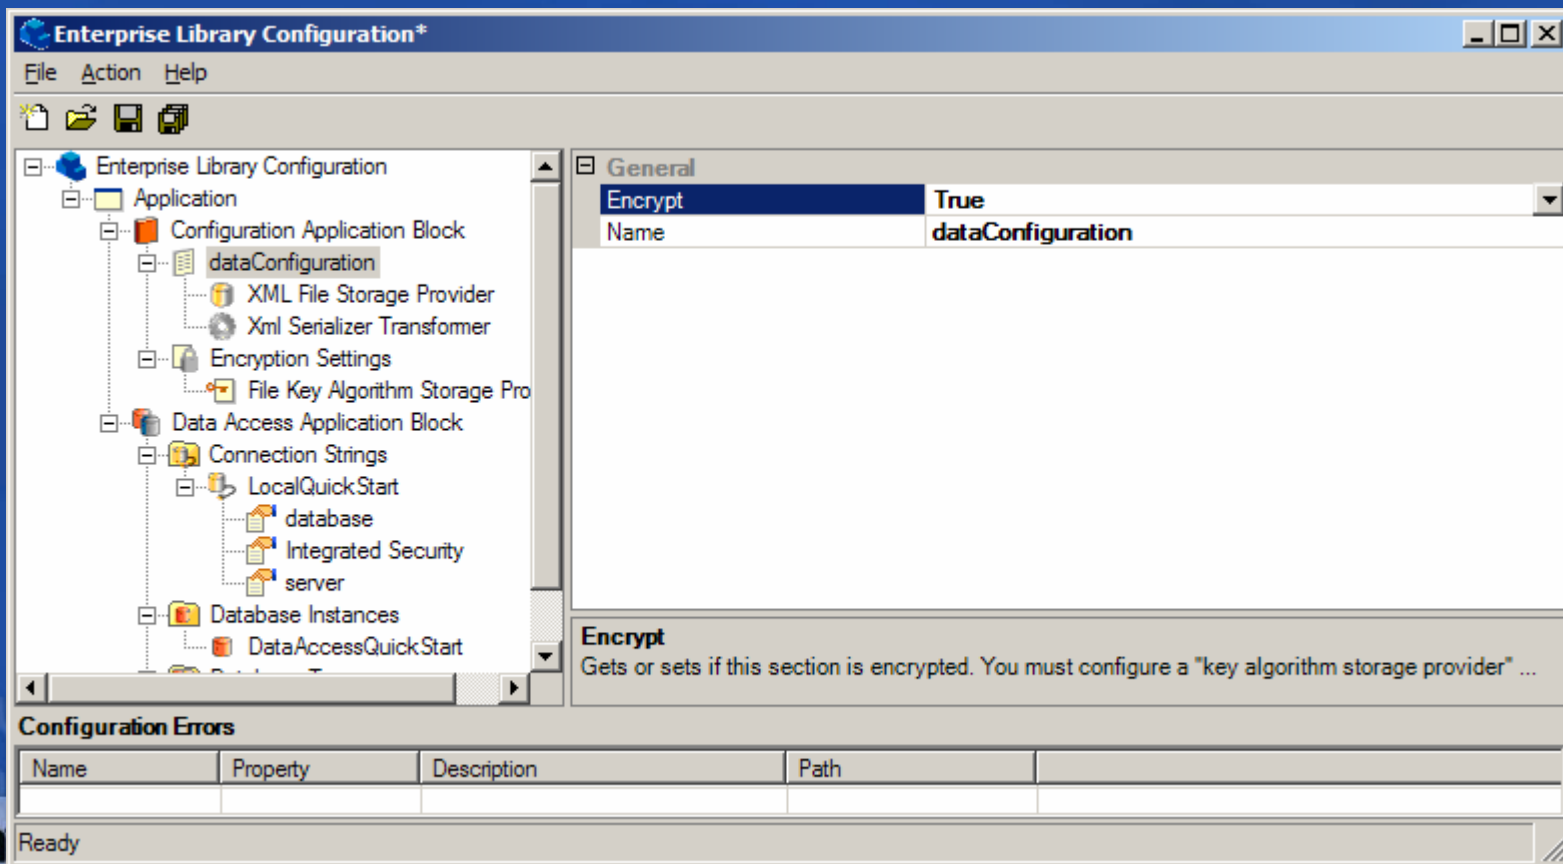 Enterprise Library Configuration*
File Action Help
Enterprise Library Configuration
Application
Configuration Application Block
dataConfiguration
XML File Storage Provider
Xml Serializer Transformer
Encryption Settings
File Key Algorithm Storage Pro
Data Access Application Block
Connection Strings
LocalQuickStart
database
Integrated Security
server
Database Instances
DataAccessQuickStart
General
Encrypt True
Name dataConfiguration
Encrypt
Gets or sets if this section is encrypted. You must configure a "key algorithm storage provider" ...
Configuration Errors
Name Property Description Path
Ready